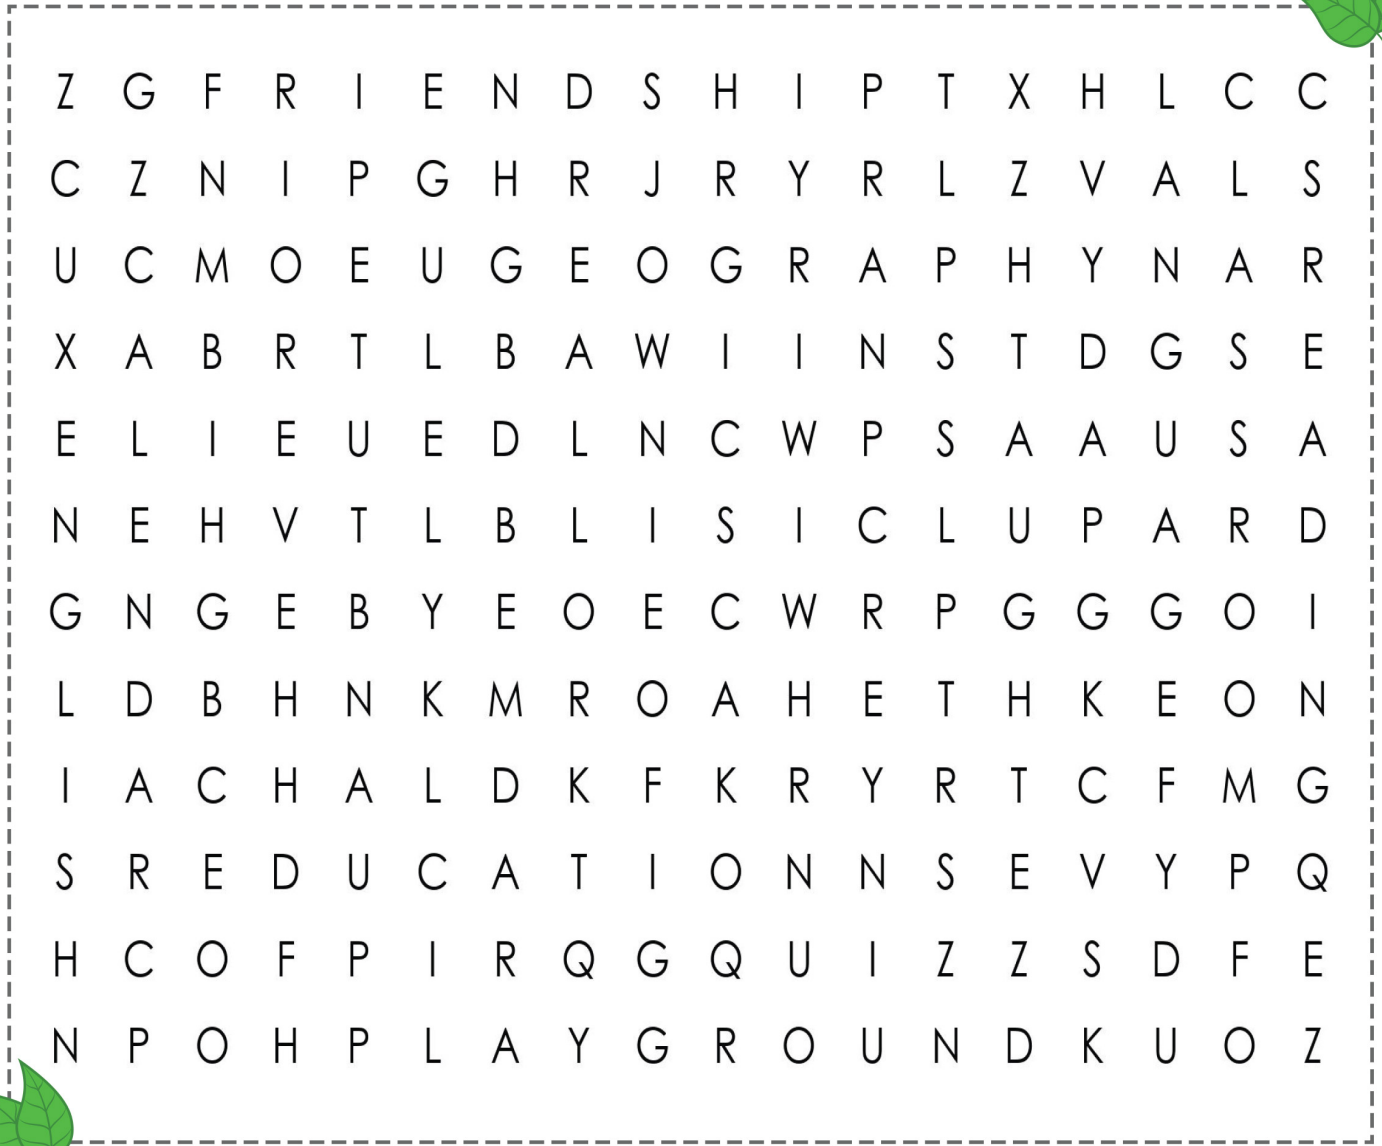 Z G F R I E N D S H I P T X H L C C
C Z N I P G H R J R Y R L Z V A L S
U C M O E U G E O G R A P H Y N A R
X A B R T L B A W I I N S T D G S E
E L I E U E D L N C W P S A A U S A
N E H V T L B L I S I C L U P A R D
G N G E B Y E O E C W R P G G G O I
L D B H N K M R O A H E T H K E O N
I A C H A L D K F K R Y R T C F M G
S R E D U C A T I O N N S E V Y P Q
H C O F P I R Q G Q U I Z Z S D F E
N P O H P L A Y G R O U N D K U O Z